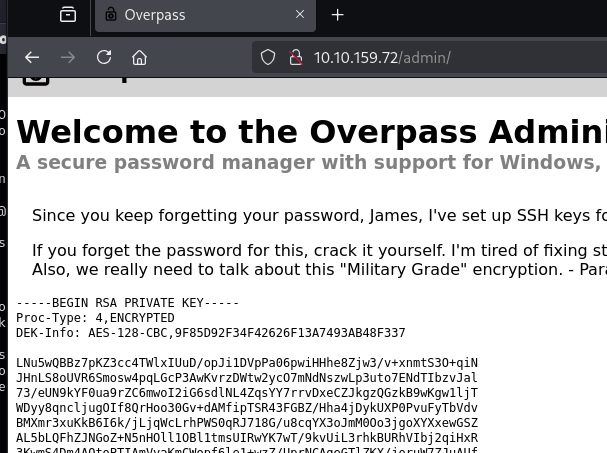 Overpass
10.10.159.72/admin/
Welcome to the Overpass Admini
A secure password manager with support for Windows,
Since you keep forgetting your password, James, I've set up SSH keys fo
If you forget the password for this, crack it yourself. I'm tired of fixing st
Also, we really need to talk about this "Military Grade" encryption. - Para
-----BEGIN RSA PRIVATE KEY-----
Proc-Type: 4,ENCRYPTED
DEK-Info: AES-128-CBC,9F85D92F34F42626F13A7493AB48F337
LNu5wQBBz7pKZ3cc4TWlxIUuD/opJi1DVpPa06pwiHHhe8Zjw3/v+xnmtS3O+qiN
JHnLS8oUVR6Smosw4pqLGcP3AwKvrzDWtw2ycO7mNdNszwLp3uto7ENdTIbzvJal
73/eUN9kYF0ua9rZC6mwoI2iG6sdlNL4ZqsYY7rrvDxeCZJkgzQGzkB9wKgw1ljT
WDyy8qncljugOIf8QrHoo30Gv+dAMfipTSR43FGBZ/Hha4jDykUXP0PvuFyTbVdv
BMXmr3xuKkB6I6k/jLjqWcLrhPWS0qRJ718G/u8cqYX3oJmM0Oo3jgoXYXxewGSZ
AL5bLQFhZJNGoZ+N5nHOll1OBl1tmsUIRwYK7wT/9kvUiL3rhkBURhVIbj2qiHxR